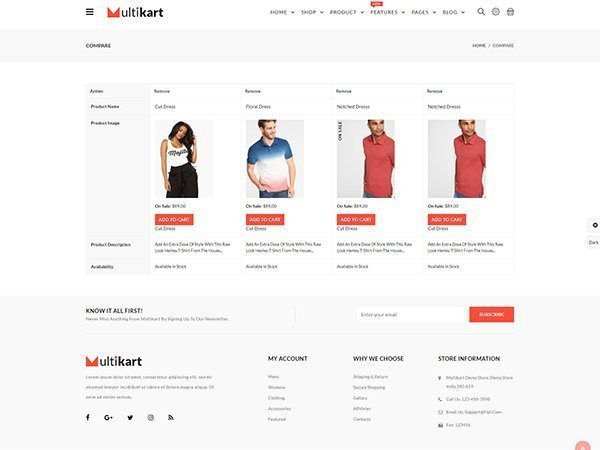 Multikart
HOME SHOP PRODUCT FEATURES PAGES BLOG
NEW
COMPARE
HOME / COMPARE
Action Remove Remove Remove Remove
Product Name Cut Dress Floral Dress Notched Dresss Notched Dresss
Product Image
ON SALE
On Sale: $89.00 On Sale: $89.00 On Sale: $89.00 On Sale: $89.00
ADD TO CART ADD TO CART ADD TO CART ADD TO CART
Cut Dress Cut Dress Cut Dress Cut Dress
Product Description Add An Extra Dose Of Style With This Raw Add An Extra Dose Of Style With This Raw Add An Extra Dose Of Style With This Raw Add An Extra Dose Of Style With This Raw
Look Henley T-Shirt From The House... Look Henley T-Shirt From The House... Look Henley T-Shirt From The House... Look Henley T-Shirt From The House...
Availability Available In Stock Available In Stock Available In Stock Available In Stock
Dark
KNOW IT ALL FIRST!
Never Miss Anything From Multikart By Signing Up To Our Newsletter.
Enter your email SUBSCRIBE
Multikart
Lorem ipsum dolor sit amet, consectetur adipiscing elit, sed do
eiusmod tempor incididunt ut labore et dolore magna aliqua. Ut
enim ad minim veniam.
MY ACCOUNT
Mens
Womens
Clothing
Accessories
Featured
WHY WE CHOOSE
Shipping & Return
Secure Shopping
Gallary
Affiliates
Contacts
STORE INFORMATION
Multikart Demo Store, Demo Store
India 345-659
Call Us: 123-456-7898
Email Us: Support@Fiot.Com
Fax: 123456